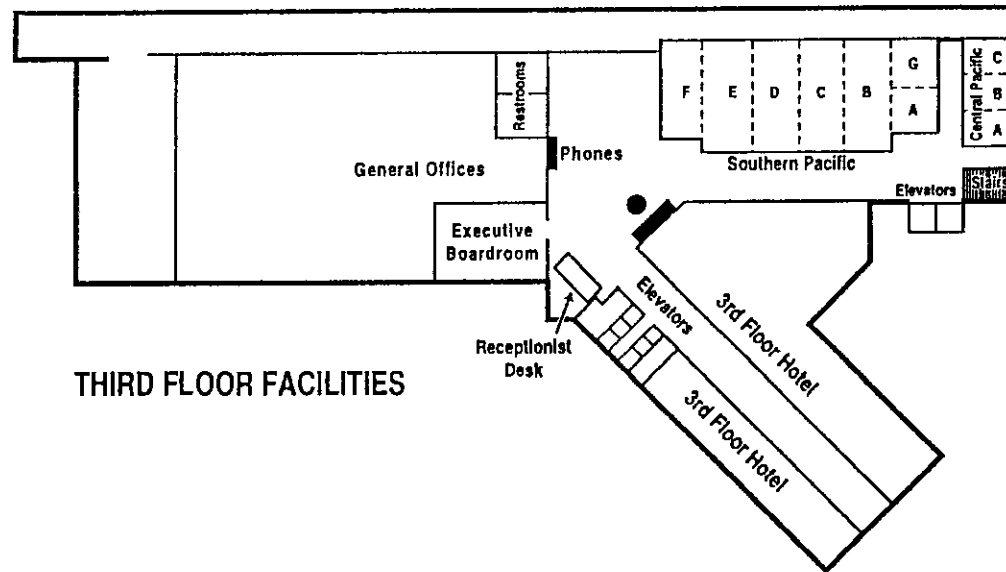 Restrooms
General Offices
Phones
Executive
Boardroom
Receptionist
Desk
Elevators
3rd Floor Hotel
3rd Floor Hotel
F
E
D
C
B
G
A
Southern Pacific
Central Pacific
C
B
A
Elevators
Stairs
THIRD FLOOR FACILITIES